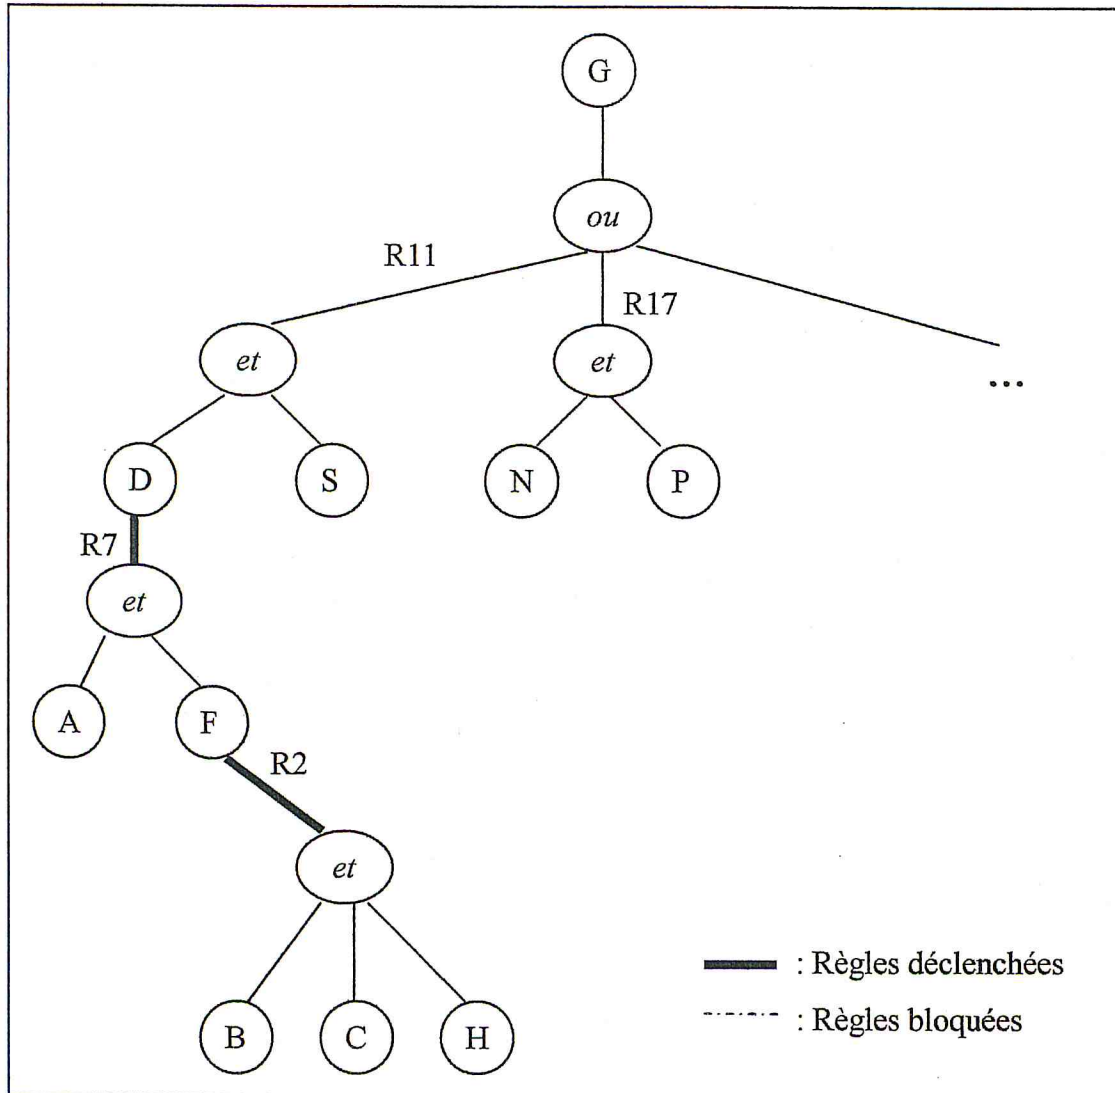 G
ou
R11
R17
et
et
...
D
S
N
P
R7
et
A
F
R2
et
B
C
H
: Règles déclenchées
: Règles bloquées